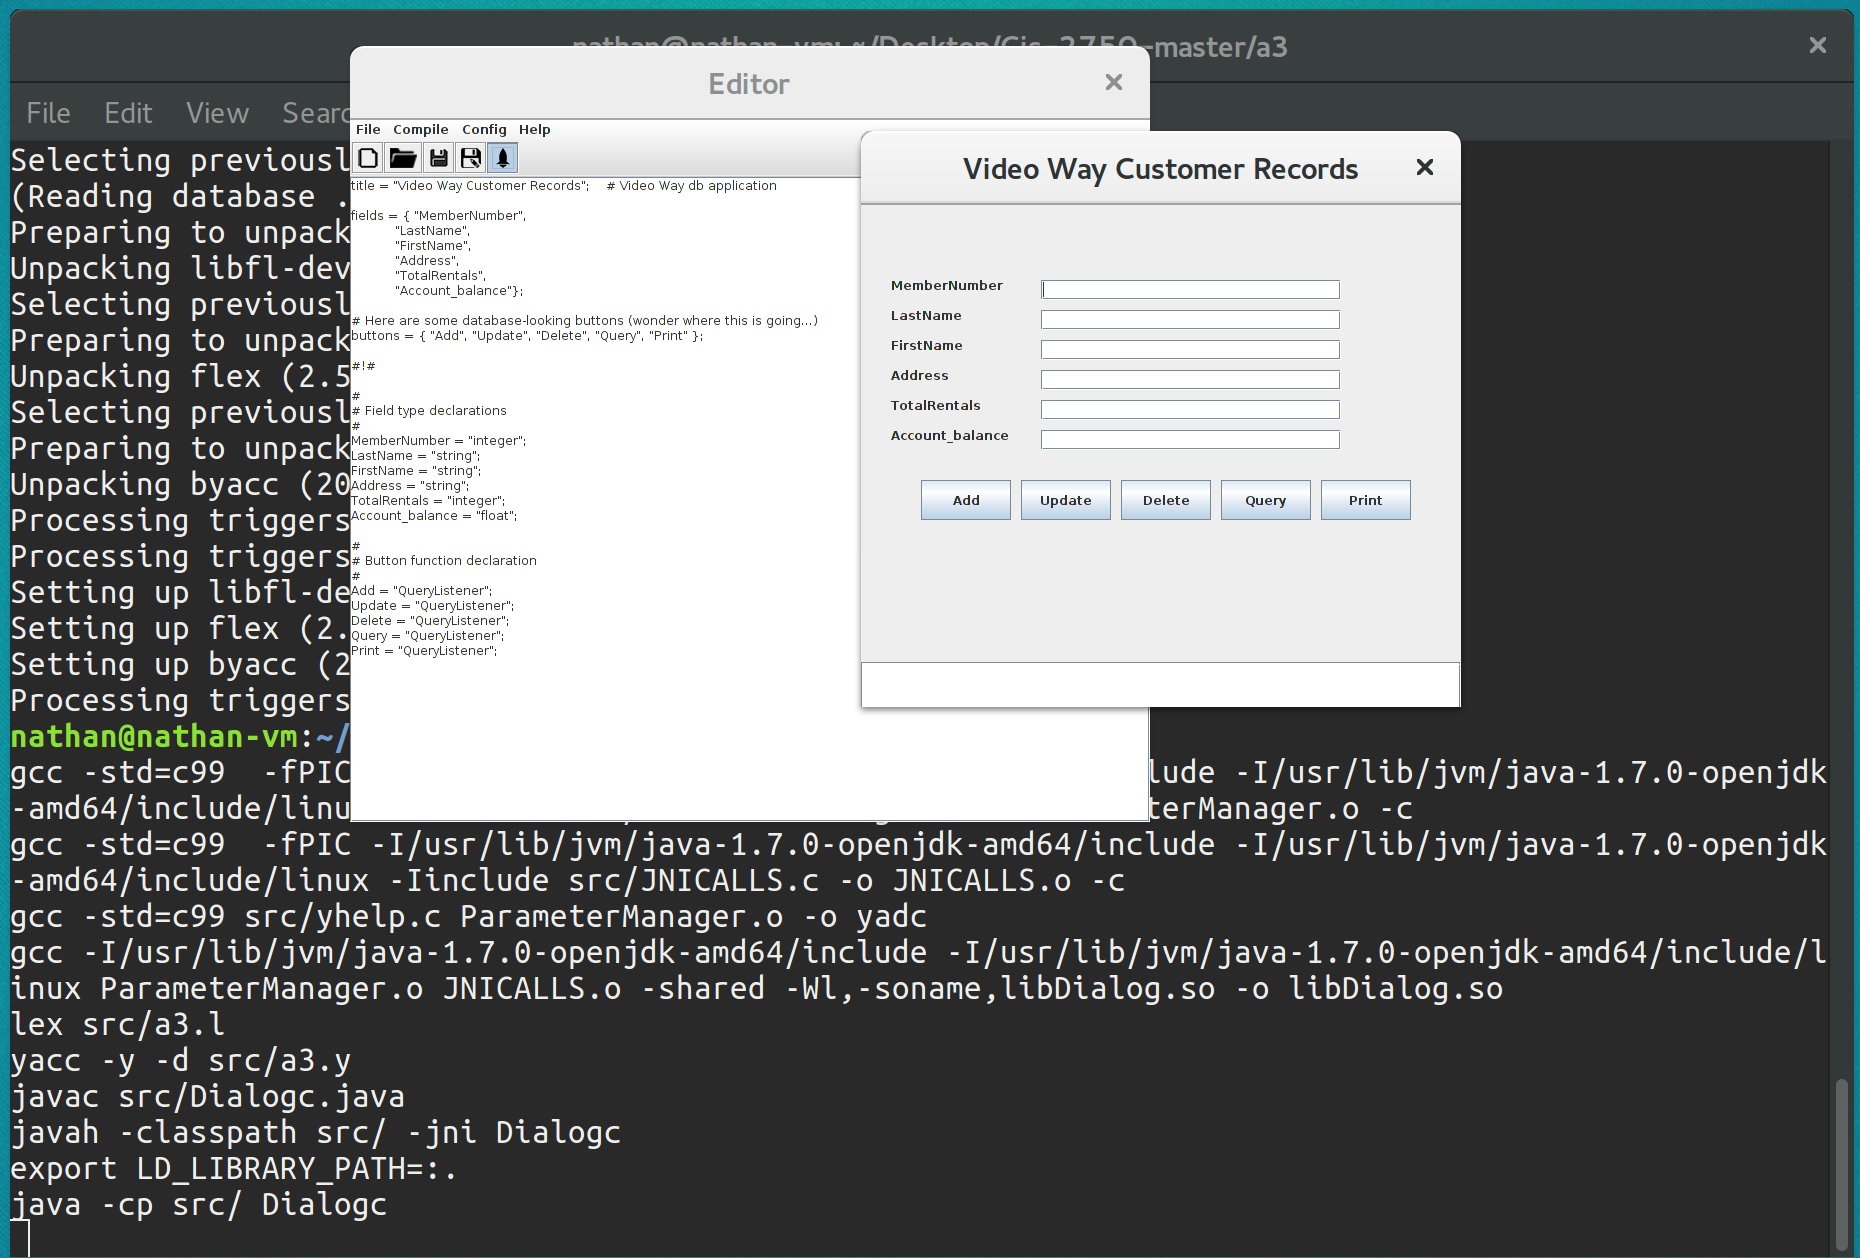 -master/a3
File Edit View
Editor
File Compile Config Help
title = "Video Way Customer Records"; # Video Way db application
fields = { "MemberNumber",
"LastName",
"FirstName",
"Address",
"TotalRentals",
"Account_balance"};
# Here are some database-looking buttons (wonder where this is going...)
buttons = { "Add", "Update", "Delete", "Query", "Print" };
#!#
#
# Field type declarations
#
MemberNumber = "integer";
LastName = "string";
FirstName = "string";
Address = "string";
TotalRentals = "integer";
Account_balance = "float";
#
# Button function declaration
#
Add = "QueryListener";
Update = "QueryListener";
Delete = "QueryListener";
Query = "QueryListener";
Print = "QueryListener";
Video Way Customer Records
MemberNumber
LastName
FirstName
Address
TotalRentals
Account_balance
Add Update Delete Query Print
Selecting previousl
(Reading database .
Preparing to unpack
Unpacking libfl-dev
Selecting previousl
Preparing to unpack
Unpacking flex (2.5
Selecting previousl
Preparing to unpack
Unpacking byacc (20
Processing triggers
Processing triggers
Setting up libfl-de
Setting up flex (2.
Setting up byacc (2
Processing triggers
nathan@nathan-vm:~/
gcc -std=c99 -fPIC lude -I/usr/lib/jvm/java-1.7.0-openjdk
-amd64/include/linu terManager.o -c
gcc -std=c99 -fPIC -I/usr/lib/jvm/java-1.7.0-openjdk-amd64/include -I/usr/lib/jvm/java-1.7.0-openjdk
-amd64/include/linux -Iinclude src/JNICALLS.c -o JNICALLS.o -c
gcc -std=c99 src/yhelp.c ParameterManager.o -o yadc
gcc -I/usr/lib/jvm/java-1.7.0-openjdk-amd64/include -I/usr/lib/jvm/java-1.7.0-openjdk-amd64/include/l
inux ParameterManager.o JNICALLS.o -shared -Wl,-soname,libDialog.so -o libDialog.so
lex src/a3.l
yacc -y -d src/a3.y
javac src/Dialogc.java
javah -classpath src/ -jni Dialogc
export LD_LIBRARY_PATH=:.
java -cp src/ Dialogc